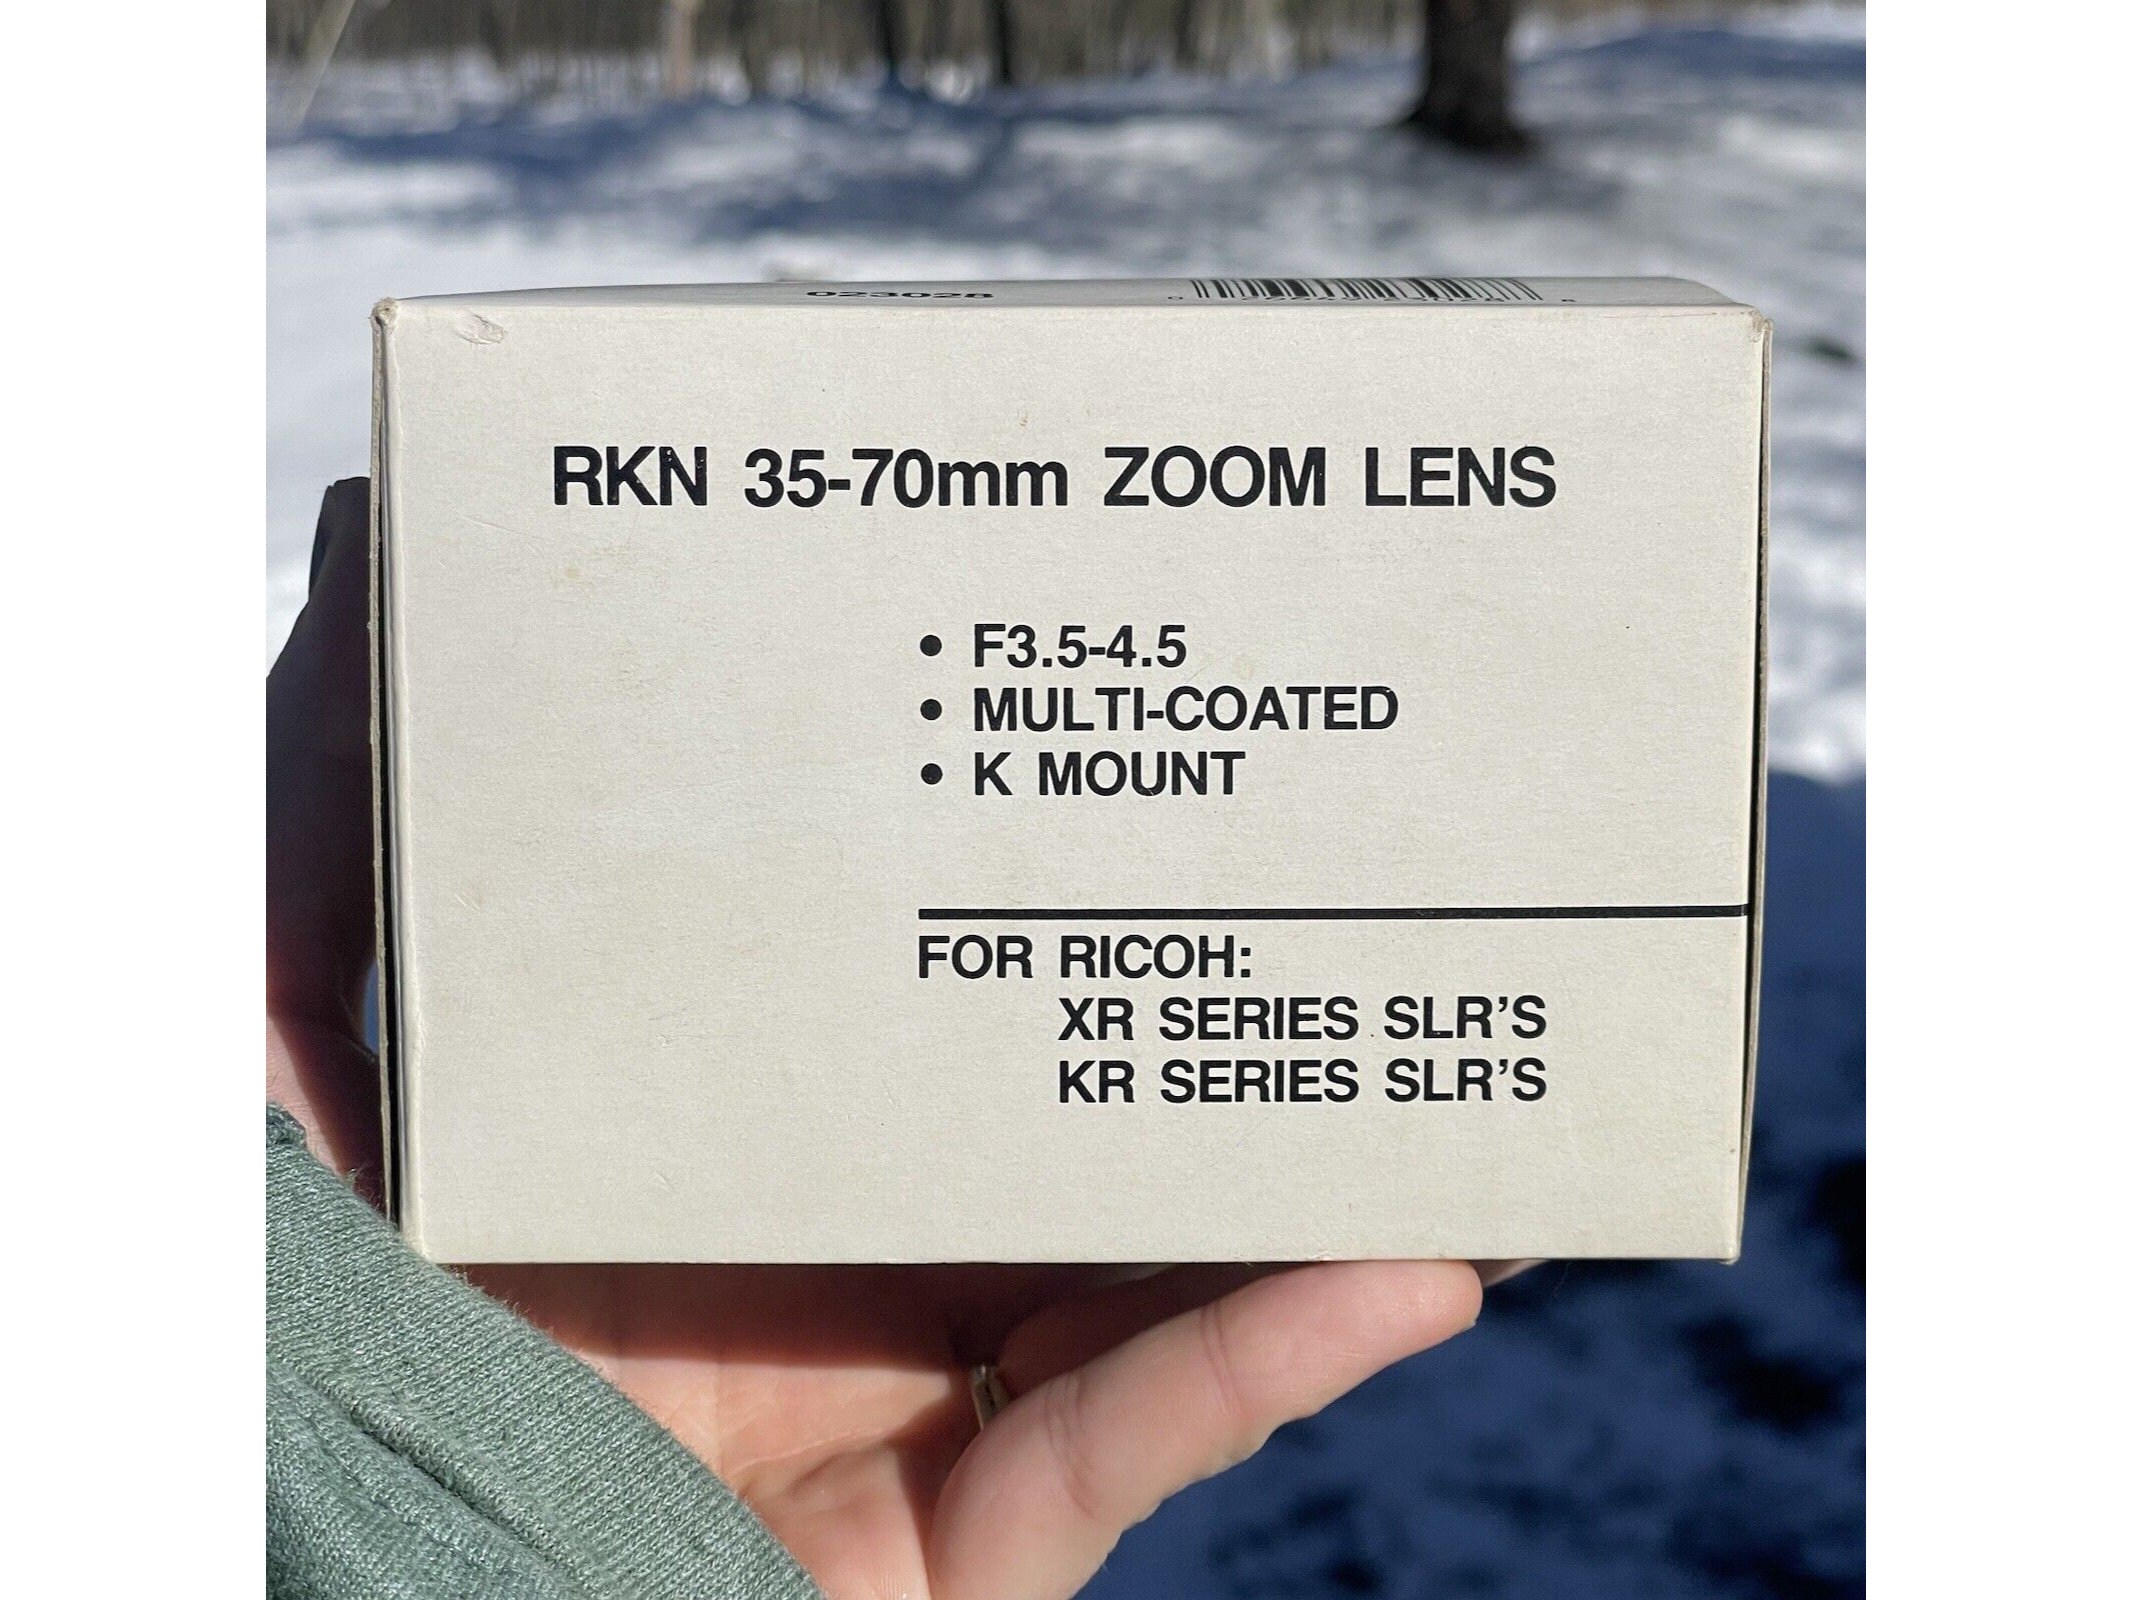 023028
RKN 35-70mm ZOOM LENS
• F3.5-4.5
• MULTI-COATED
• K MOUNT
FOR RICOH:
XR SERIES SLR’S
KR SERIES SLR’S